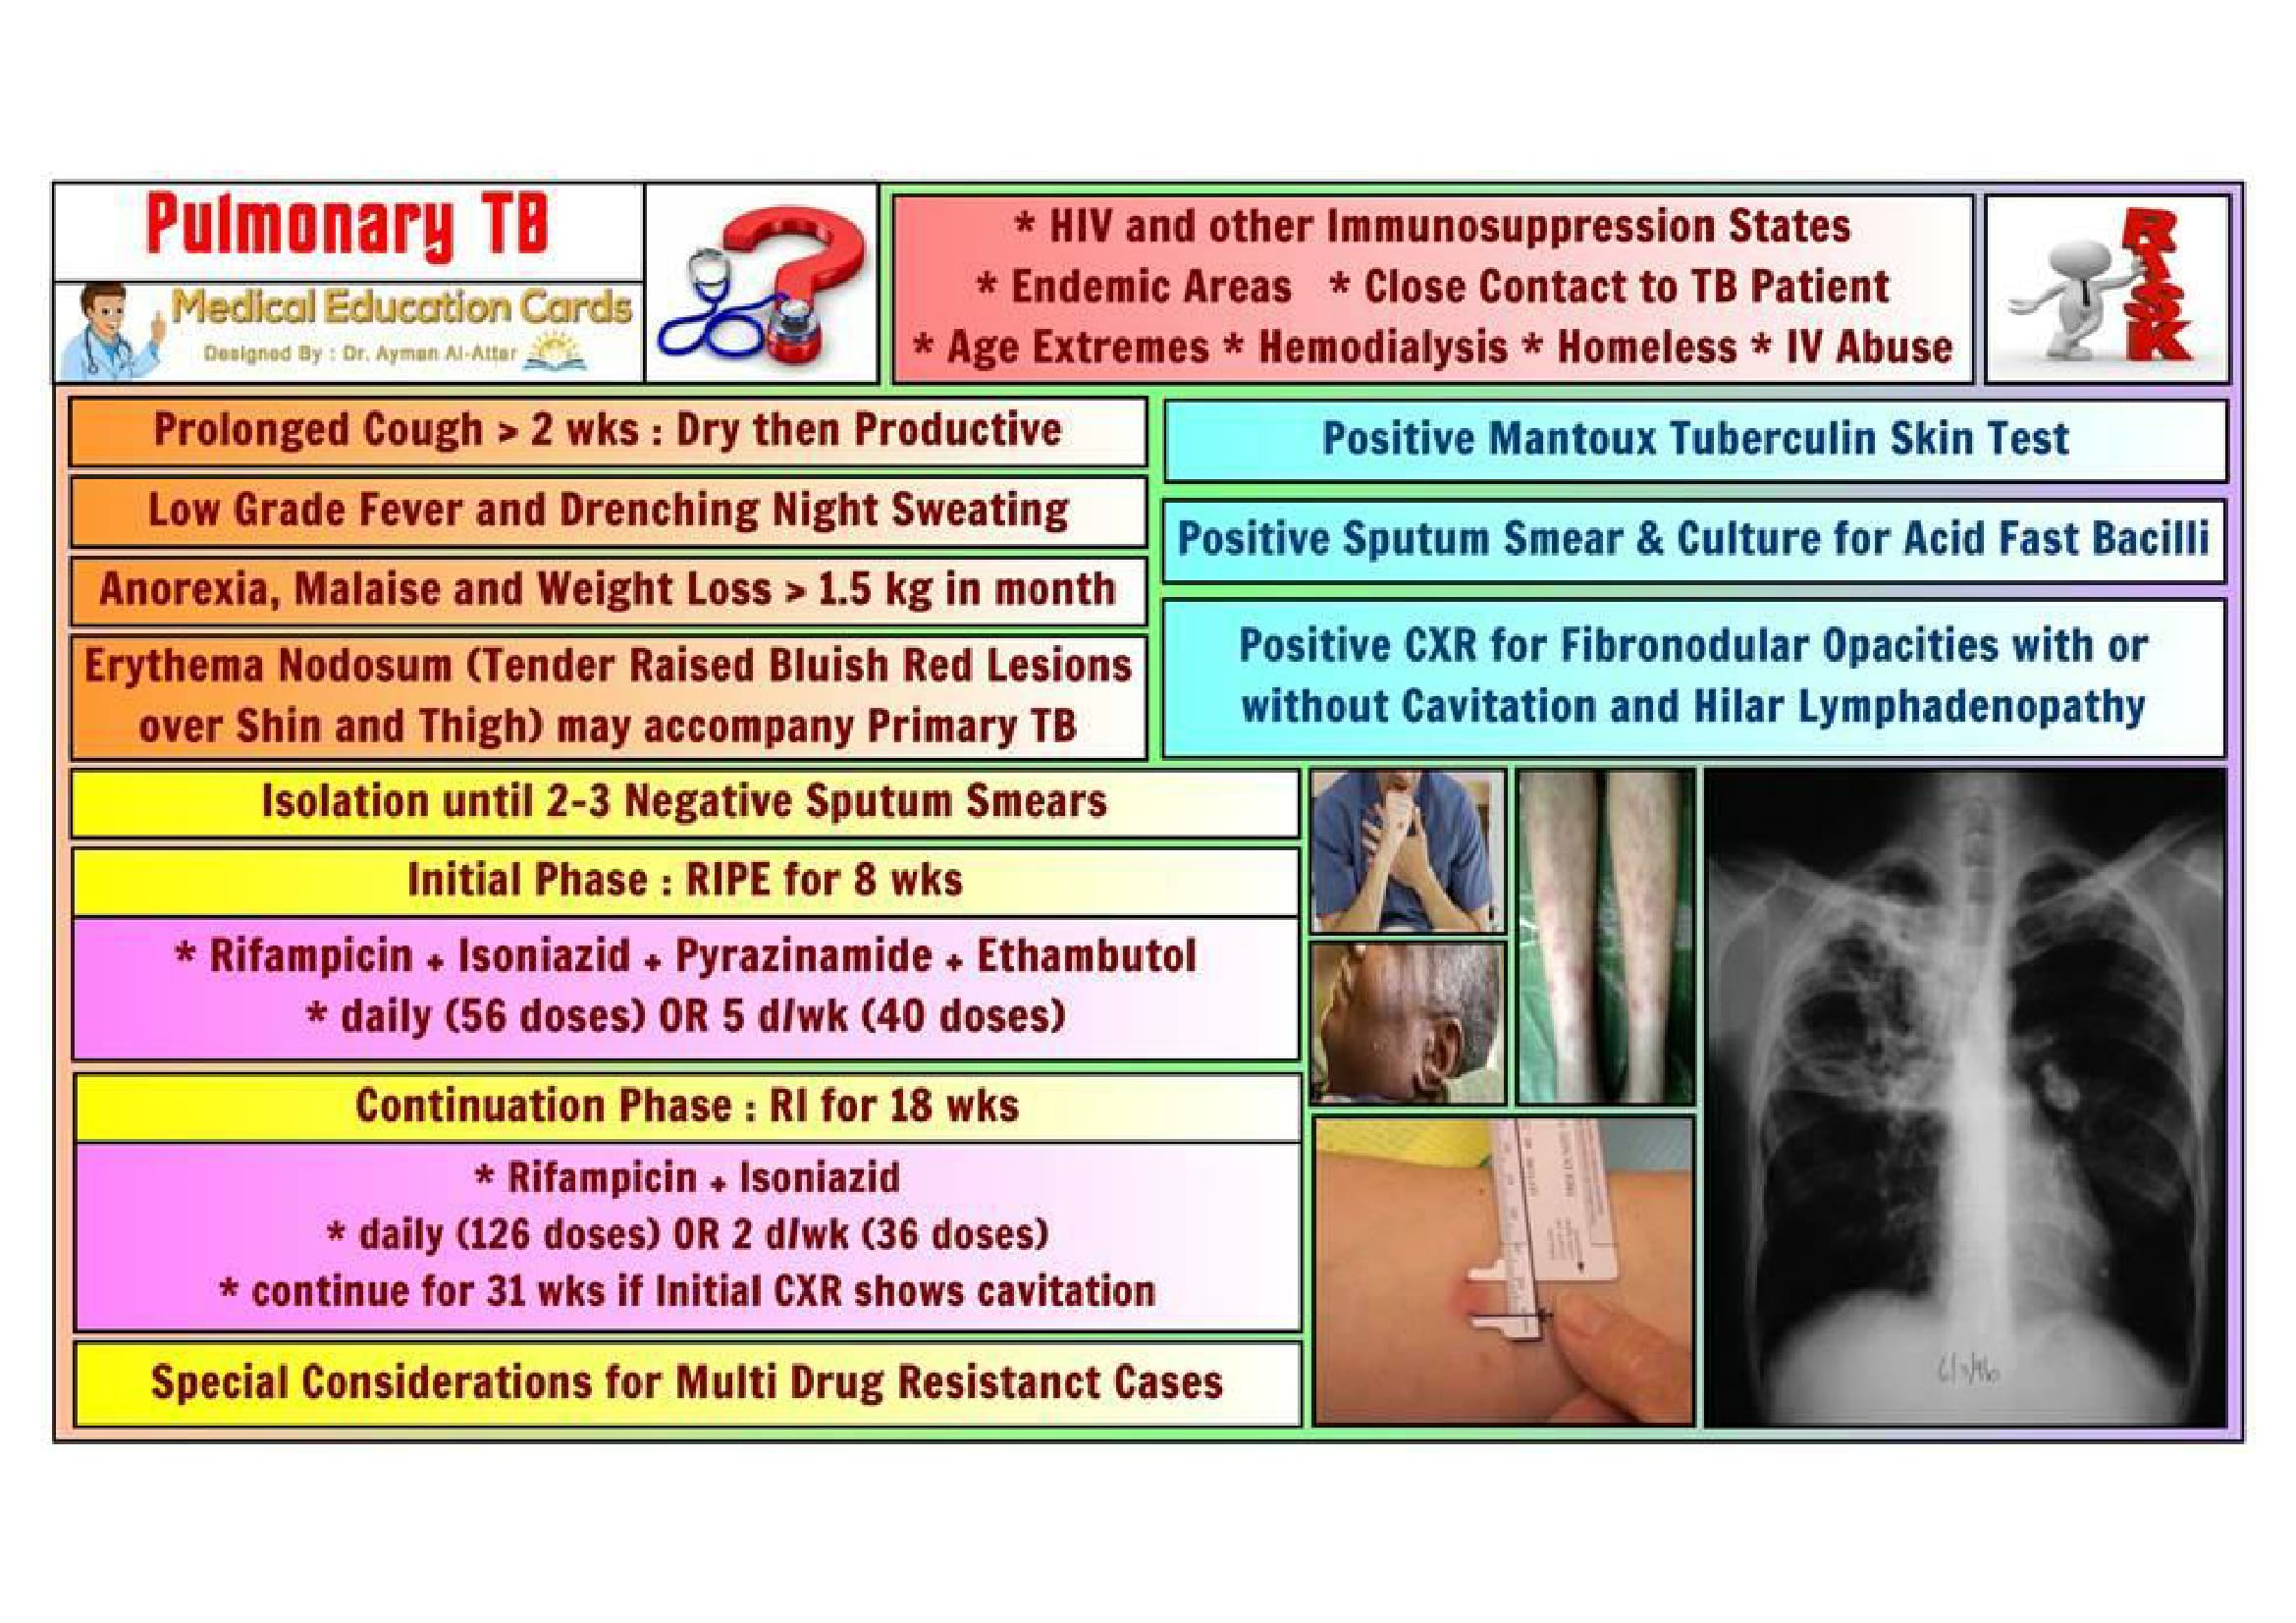 Pulmonary TB
Medical Education Cards
Designed By : Dr. Ayman Al-Attar
* HIV and other Immunosuppression States
* Endemic Areas * Close Contact to TB Patient
* Age Extremes * Hemodialysis * Homeless * IV Abuse
RISK
Prolonged Cough > 2 wks : Dry then Productive
Low Grade Fever and Drenching Night Sweating
Anorexia, Malaise and Weight Loss > 1.5 kg in month
Erythema Nodosum (Tender Raised Bluish Red Lesions
over Shin and Thigh) may accompany Primary TB
Positive Mantoux Tuberculin Skin Test
Positive Sputum Smear & Culture for Acid Fast Bacilli
Positive CXR for Fibronodular Opacities with or
without Cavitation and Hilar Lymphadenopathy
Isolation until 2-3 Negative Sputum Smears
Initial Phase : RIPE for 8 wks
* Rifampicin + Isoniazid + Pyrazinamide + Ethambutol
* daily (56 doses) OR 5 d/wk (40 doses)
Continuation Phase : RI for 18 wks
* Rifampicin + Isoniazid
* daily (126 doses) OR 2 d/wk (36 doses)
* continue for 31 wks if Initial CXR shows cavitation
Special Considerations for Multi Drug Resistanct Cases